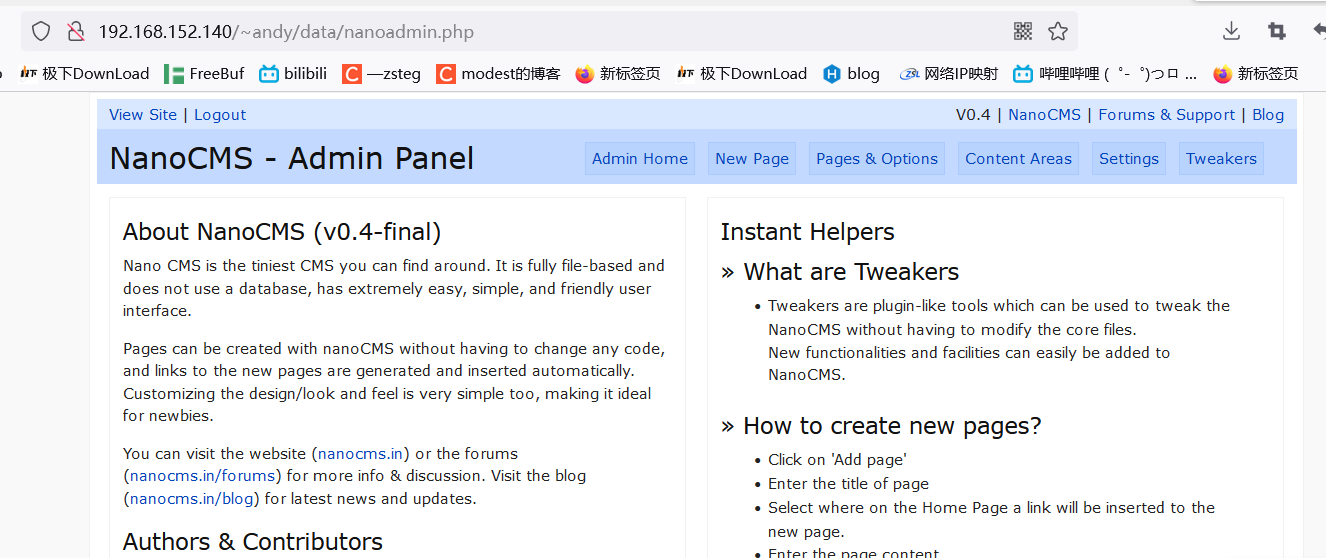 192.168.152.140/~andy/data/nanoadmin.php
极下DownLoad FreeBuf bilibili —zsteg modest的博客 新标签页 极下DownLoad blog 网络IP映射 哔哩哔哩 (゜-゜)つロ ... 新标签页
View Site | Logout
V0.4 | NanoCMS | Forums & Support | Blog
NanoCMS - Admin Panel
Admin Home New Page Pages & Options Content Areas Settings Tweakers
About NanoCMS (v0.4-final)
Nano CMS is the tiniest CMS you can find around. It is fully file-based and
does not use a database, has extremely easy, simple, and friendly user
interface.
Pages can be created with nanoCMS without having to change any code,
and links to the new pages are generated and inserted automatically.
Customizing the design/look and feel is very simple too, making it ideal
for newbies.
You can visit the website (nanocms.in) or the forums
(nanocms.in/forums) for more info & discussion. Visit the blog
(nanocms.in/blog) for latest news and updates.
Authors & Contributors
Instant Helpers
» What are Tweakers
• Tweakers are plugin-like tools which can be used to tweak the
NanoCMS without having to modify the core files.
New functionalities and facilities can easily be added to
NanoCMS.
» How to create new pages?
• Click on 'Add page'
• Enter the title of page
• Select where on the Home Page a link will be inserted to the
new page.
• Enter the page content